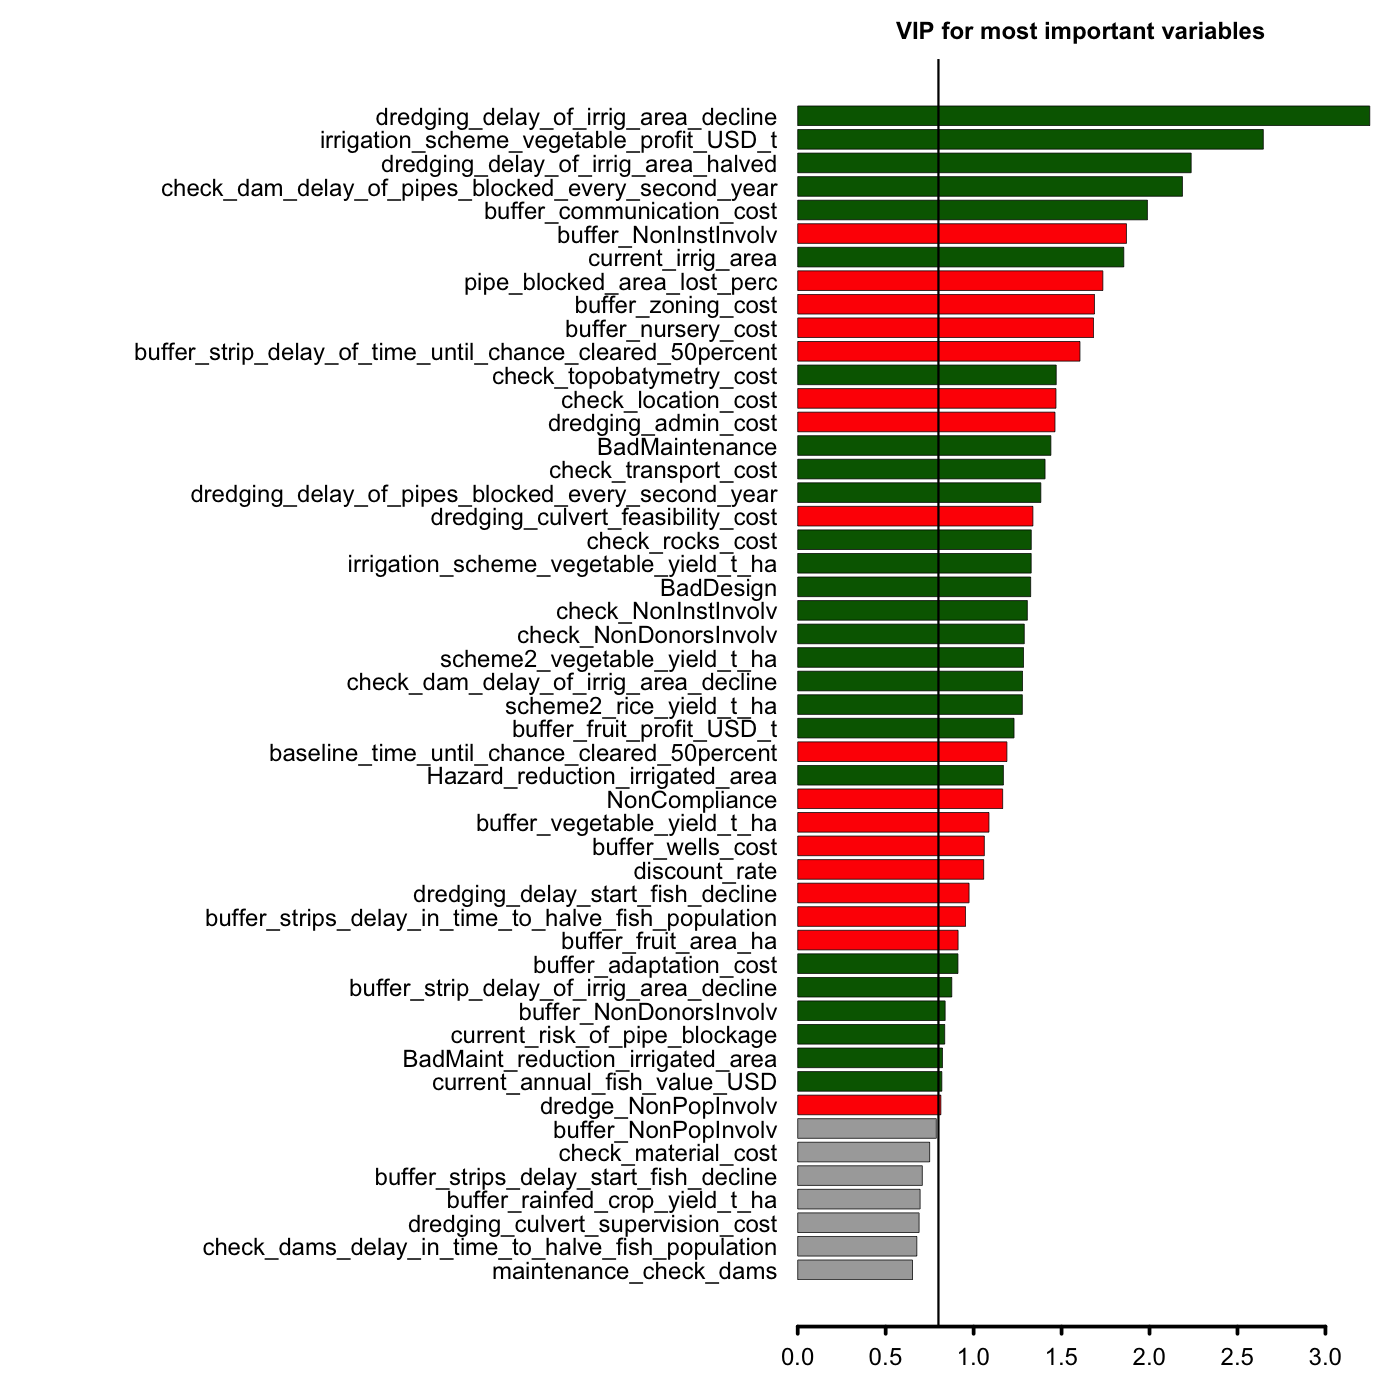 VIP for most important variables
dredging_delay_of_irrig_area_decline
irrigation_scheme_vegetable_profit_USD_t
dredging_delay_of_irrig_area_halved
check_dam_delay_of_pipes_blocked_every_second_year
buffer_communication_cost
buffer_NonInstInvolv
current_irrig_area
pipe_blocked_area_lost_perc
buffer_zoning_cost
buffer_nursery_cost
buffer_strip_delay_of_time_until_chance_cleared_50percent
check_topobatymetry_cost
check_location_cost
dredging_admin_cost
BadMaintenance
check_transport_cost
dredging_delay_of_pipes_blocked_every_second_year
dredging_culvert_feasibility_cost
check_rocks_cost
irrigation_scheme_vegetable_yield_t_ha
BadDesign
check_NonInstInvolv
check_NonDonorsInvolv
scheme2_vegetable_yield_t_ha
check_dam_delay_of_irrig_area_decline
scheme2_rice_yield_t_ha
buffer_fruit_profit_USD_t
baseline_time_until_chance_cleared_50percent
Hazard_reduction_irrigated_area
NonCompliance
buffer_vegetable_yield_t_ha
buffer_wells_cost
discount_rate
dredging_delay_start_fish_decline
buffer_strips_delay_in_time_to_halve_fish_population
buffer_fruit_area_ha
buffer_adaptation_cost
buffer_strip_delay_of_irrig_area_decline
buffer_NonDonorsInvolv
current_risk_of_pipe_blockage
BadMaint_reduction_irrigated_area
current_annual_fish_value_USD
dredge_NonPopInvolv
buffer_NonPopInvolv
check_material_cost
buffer_strips_delay_start_fish_decline
buffer_rainfed_crop_yield_t_ha
dredging_culvert_supervision_cost
check_dams_delay_in_time_to_halve_fish_population
maintenance_check_dams
0.0 0.5 1.0 1.5 2.0 2.5 3.0